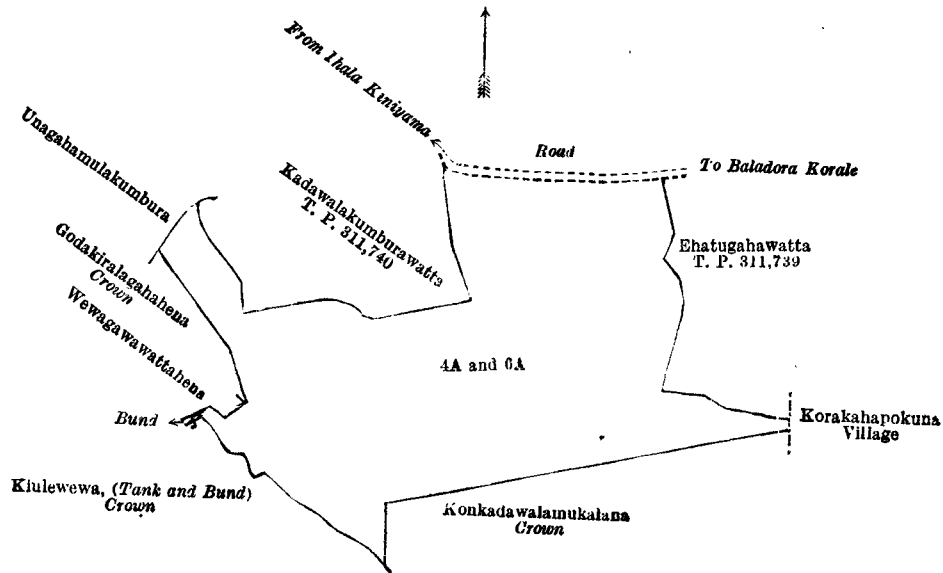 From Ihala Kiniyama
Road
To Baladora Korale
Unagahamulakumbura
Kadawalakumburawatta
T. P. 311,740
Ehatugahawatta
T. P. 311,739
Godakiralagahahena
Crown
Wewagawawattahena
4A and 6A
Bund
Korakahapokuna
Village
Kiulewewa, (Tank and Bund)
Crown
Konkadawalamukalana
Crown